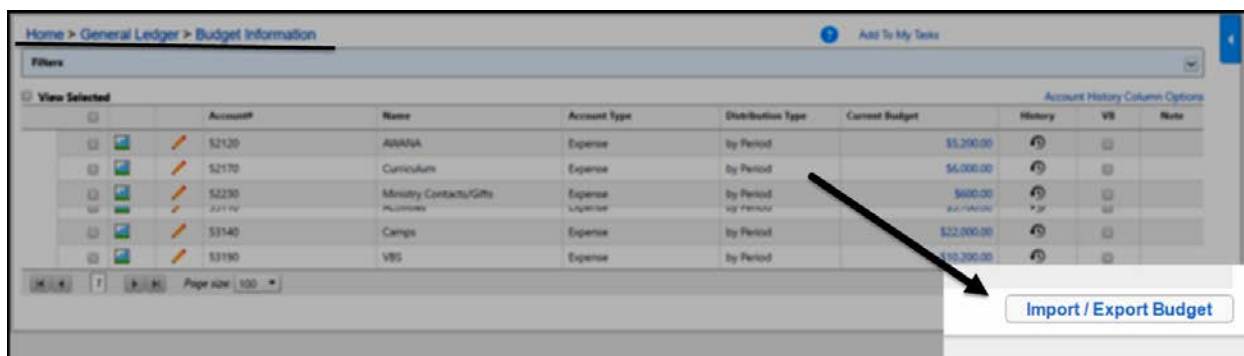 Home > General Ledger > Budget Information Add To My Tasks
Filters
View Selected Account History Column Options
Account# Name Account Type Distribution Type Current Budget History VB Note
52120 AWANA Expense by Period $5,200.00
52170 Curriculum Expense by Period $6,000.00
52230 Ministry Contacts/Gifts Expense by Period $600.00
53140 Camps Expense by Period $22,000.00
53190 VBS Expense by Period $10,200.00
Page size 100
Import / Export Budget